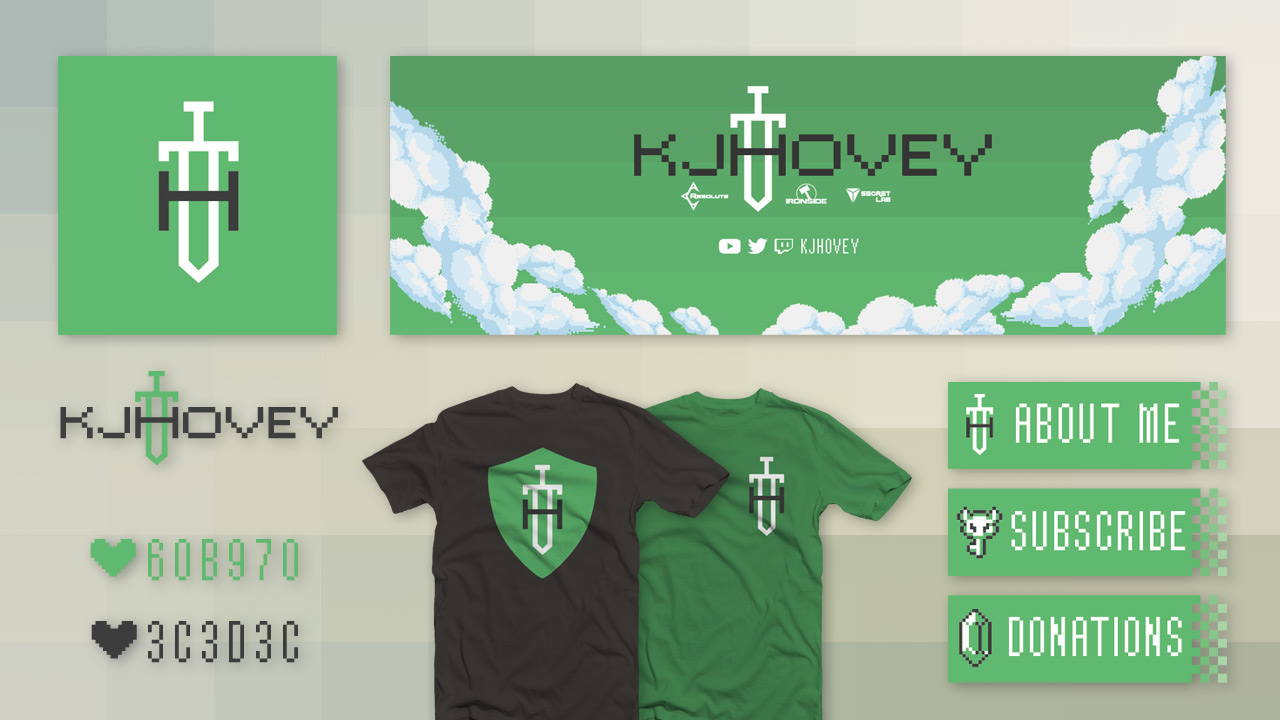 KJHOVEY
RESOLUTE
IRONSIDE
SECRET
LAB
KJHOVEY
KJHOVEY
60B970
3C3D3C
ABOUT ME
SUBSCRIBE
DONATIONS